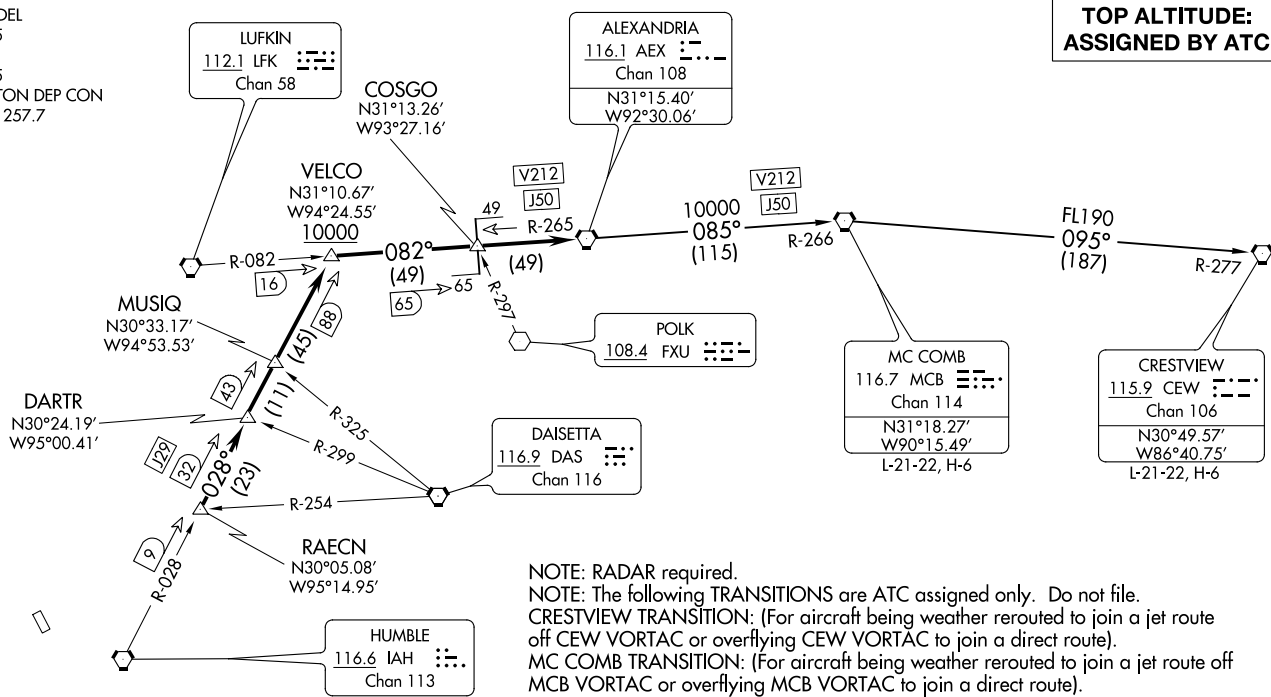 DEL
5
5
TON DEP CON
257.7
TOP ALTITUDE:
ASSIGNED BY ATC
LUFKIN
112.1 LFK
Chan 58
COSGO
N31°13.26'
W93°27.16'
ALEXANDRIA
116.1 AEX
Chan 108
N31°15.40'
W92°30.06'
VELCO
N31°10.67'
W94°24.55'
10000
V212
J50
49
R-265
10000
085°
(115)
V212
J50
R-266
FL190
095°
(187)
R-277
R-082
16
082°
(49)
(49)
65
65
R-297
MUSIQ
N30°33.17'
W94°53.53'
88
(45)
POLK
108.4 FXU
MC COMB
116.7 MCB
Chan 114
N31°18.27'
W90°15.49'
L-21-22, H-6
CRESTVIEW
115.9 CEW
Chan 106
N30°49.57'
W86°40.75'
L-21-22, H-6
43
(11)
DARTR
N30°24.19'
W95°00.41'
R-325
R-299
DAISETTA
116.9 DAS
Chan 116
J29
32
028°
(23)
R-254
RAECN
N30°05.08'
W95°14.95'
9
R-028
HUMBLE
116.6 IAH
Chan 113
NOTE: RADAR required.
NOTE: The following TRANSITIONS are ATC assigned only. Do not file.
CRESTVIEW TRANSITION: (For aircraft being weather rerouted to join a jet route
off CEW VORTAC or overflying CEW VORTAC to join a direct route).
MC COMB TRANSITION: (For aircraft being weather rerouted to join a jet route off
MCB VORTAC or overflying MCB VORTAC to join a direct route).